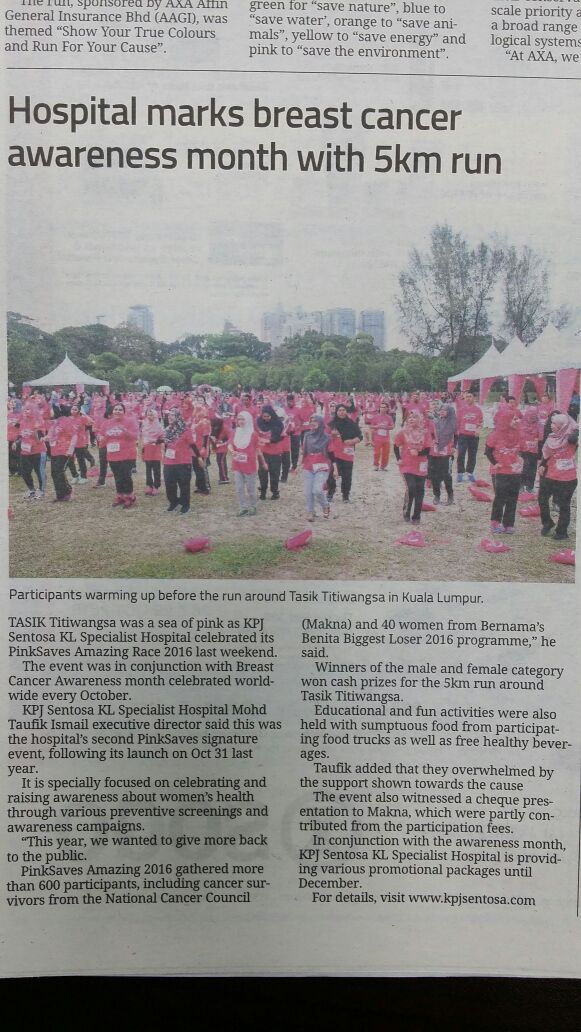 The run, sponsored by AXA Affin
General Insurance Bhd (AAGI), was
themed “Show Your True Colours
and Run For Your Cause”.
green for “save nature”, blue to
“save water’, orange to “save ani-
mals”, yellow to “save energy” and
pink to “save the environment”.
scale priority a
a broad range
logical systems
“At AXA, we
Hospital marks breast cancer
awareness month with 5km run
Participants warming up before the run around Tasik Titiwangsa in Kuala Lumpur.
TASIK Titiwangsa was a sea of pink as KPJ
Sentosa KL Specialist Hospital celebrated its
PinkSaves Amazing Race 2016 last weekend.
The event was in conjunction with Breast
Cancer Awareness month celebrated world-
wide every October.
KPJ Sentosa KL Specialist Hospital Mohd
Taufik Ismail executive director said this was
the hospital’s second PinkSaves signature
event, following its launch on Oct 31 last
year.
It is specially focused on celebrating and
raising awareness about women’s health
through various preventive screenings and
awareness campaigns.
“This year, we wanted to give more back
to the public.
PinkSaves Amazing 2016 gathered more
than 600 participants, including cancer sur-
vivors from the National Cancer Council
(Makna) and 40 women from Bernama’s
Benita Biggest Loser 2016 programme,” he
said.
Winners of the male and female category
won cash prizes for the 5km run around
Tasik Titiwangsa.
Educational and fun activities were also
held with sumptuous food from participat-
ing food trucks as well as free healthy bever-
ages.
Taufik added that they overwhelmed by
the support shown towards the cause
The event also witnessed a cheque pres-
entation to Makna, which were partly con-
tributed from the participation fees.
In conjunction with the awareness month,
KPJ Sentosa KL Specialist Hospital is provid-
ing various promotional packages until
December.
For details, visit www.kpjsentosa.com